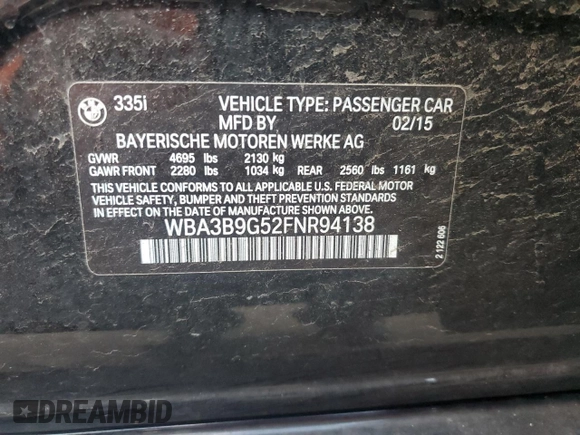 335i VEHICLE TYPE: PASSENGER CAR
MFD BY 02/15
BAYERISCHE MOTOREN WERKE AG
GVWR 4695 lbs 2130 kg
GAWR FRONT 2280 lbs 1034 kg REAR 2560 lbs 1161 kg
THIS VEHICLE CONFORMS TO ALL APPLICABLE U.S. FEDERAL MOTOR
VEHICLE SAFETY, BUMPER AND THEFT PREVENTION STANDARDS
IN EFFECT ON THE DATE OF MANUFACTURE SHOWN ABOVE.
WBA3B9G52FNR94138
2 122 606
DREAMBID